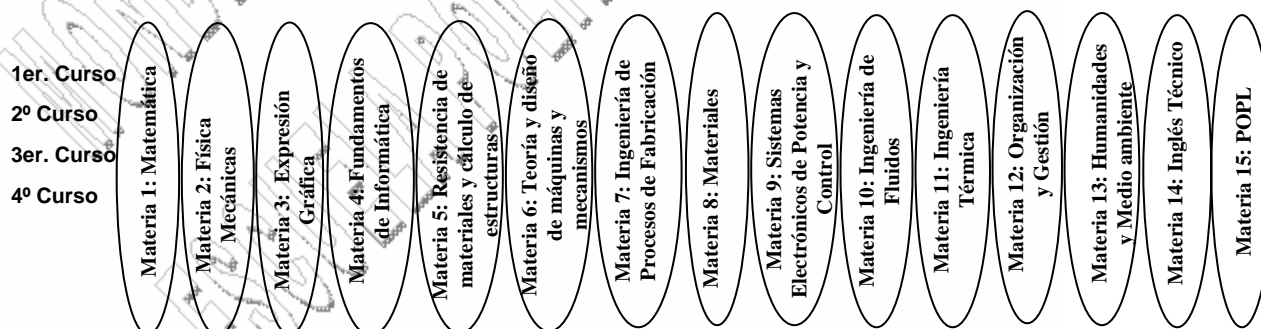 1er. Curso
2º Curso
3er. Curso
4º Curso
Materia 1: Matemática
Materia 2: Física
Mecánicas
Materia 3: Expresión
Gráfica
Materia 4: Fundamentos
de Informática
Materia 5: Resistencia de
materiales y cálculo de
estructuras
Materia 6: Teoría y diseño
de máquinas y
mecanismos
Materia 7: Ingeniería de
Procesos de Fabricación
Materia 8: Materiales
Materia 9: Sistemas
Electrónicos de Potencia y
Control
Materia 10: Ingeniería de
Fluidos
Materia 11: Ingeniería
Térmica
Materia 12: Organización
y Gestión
Materia 13: Humanidades
y Medio ambiente
Materia 14: Inglés Técnico
Materia 15: POPL